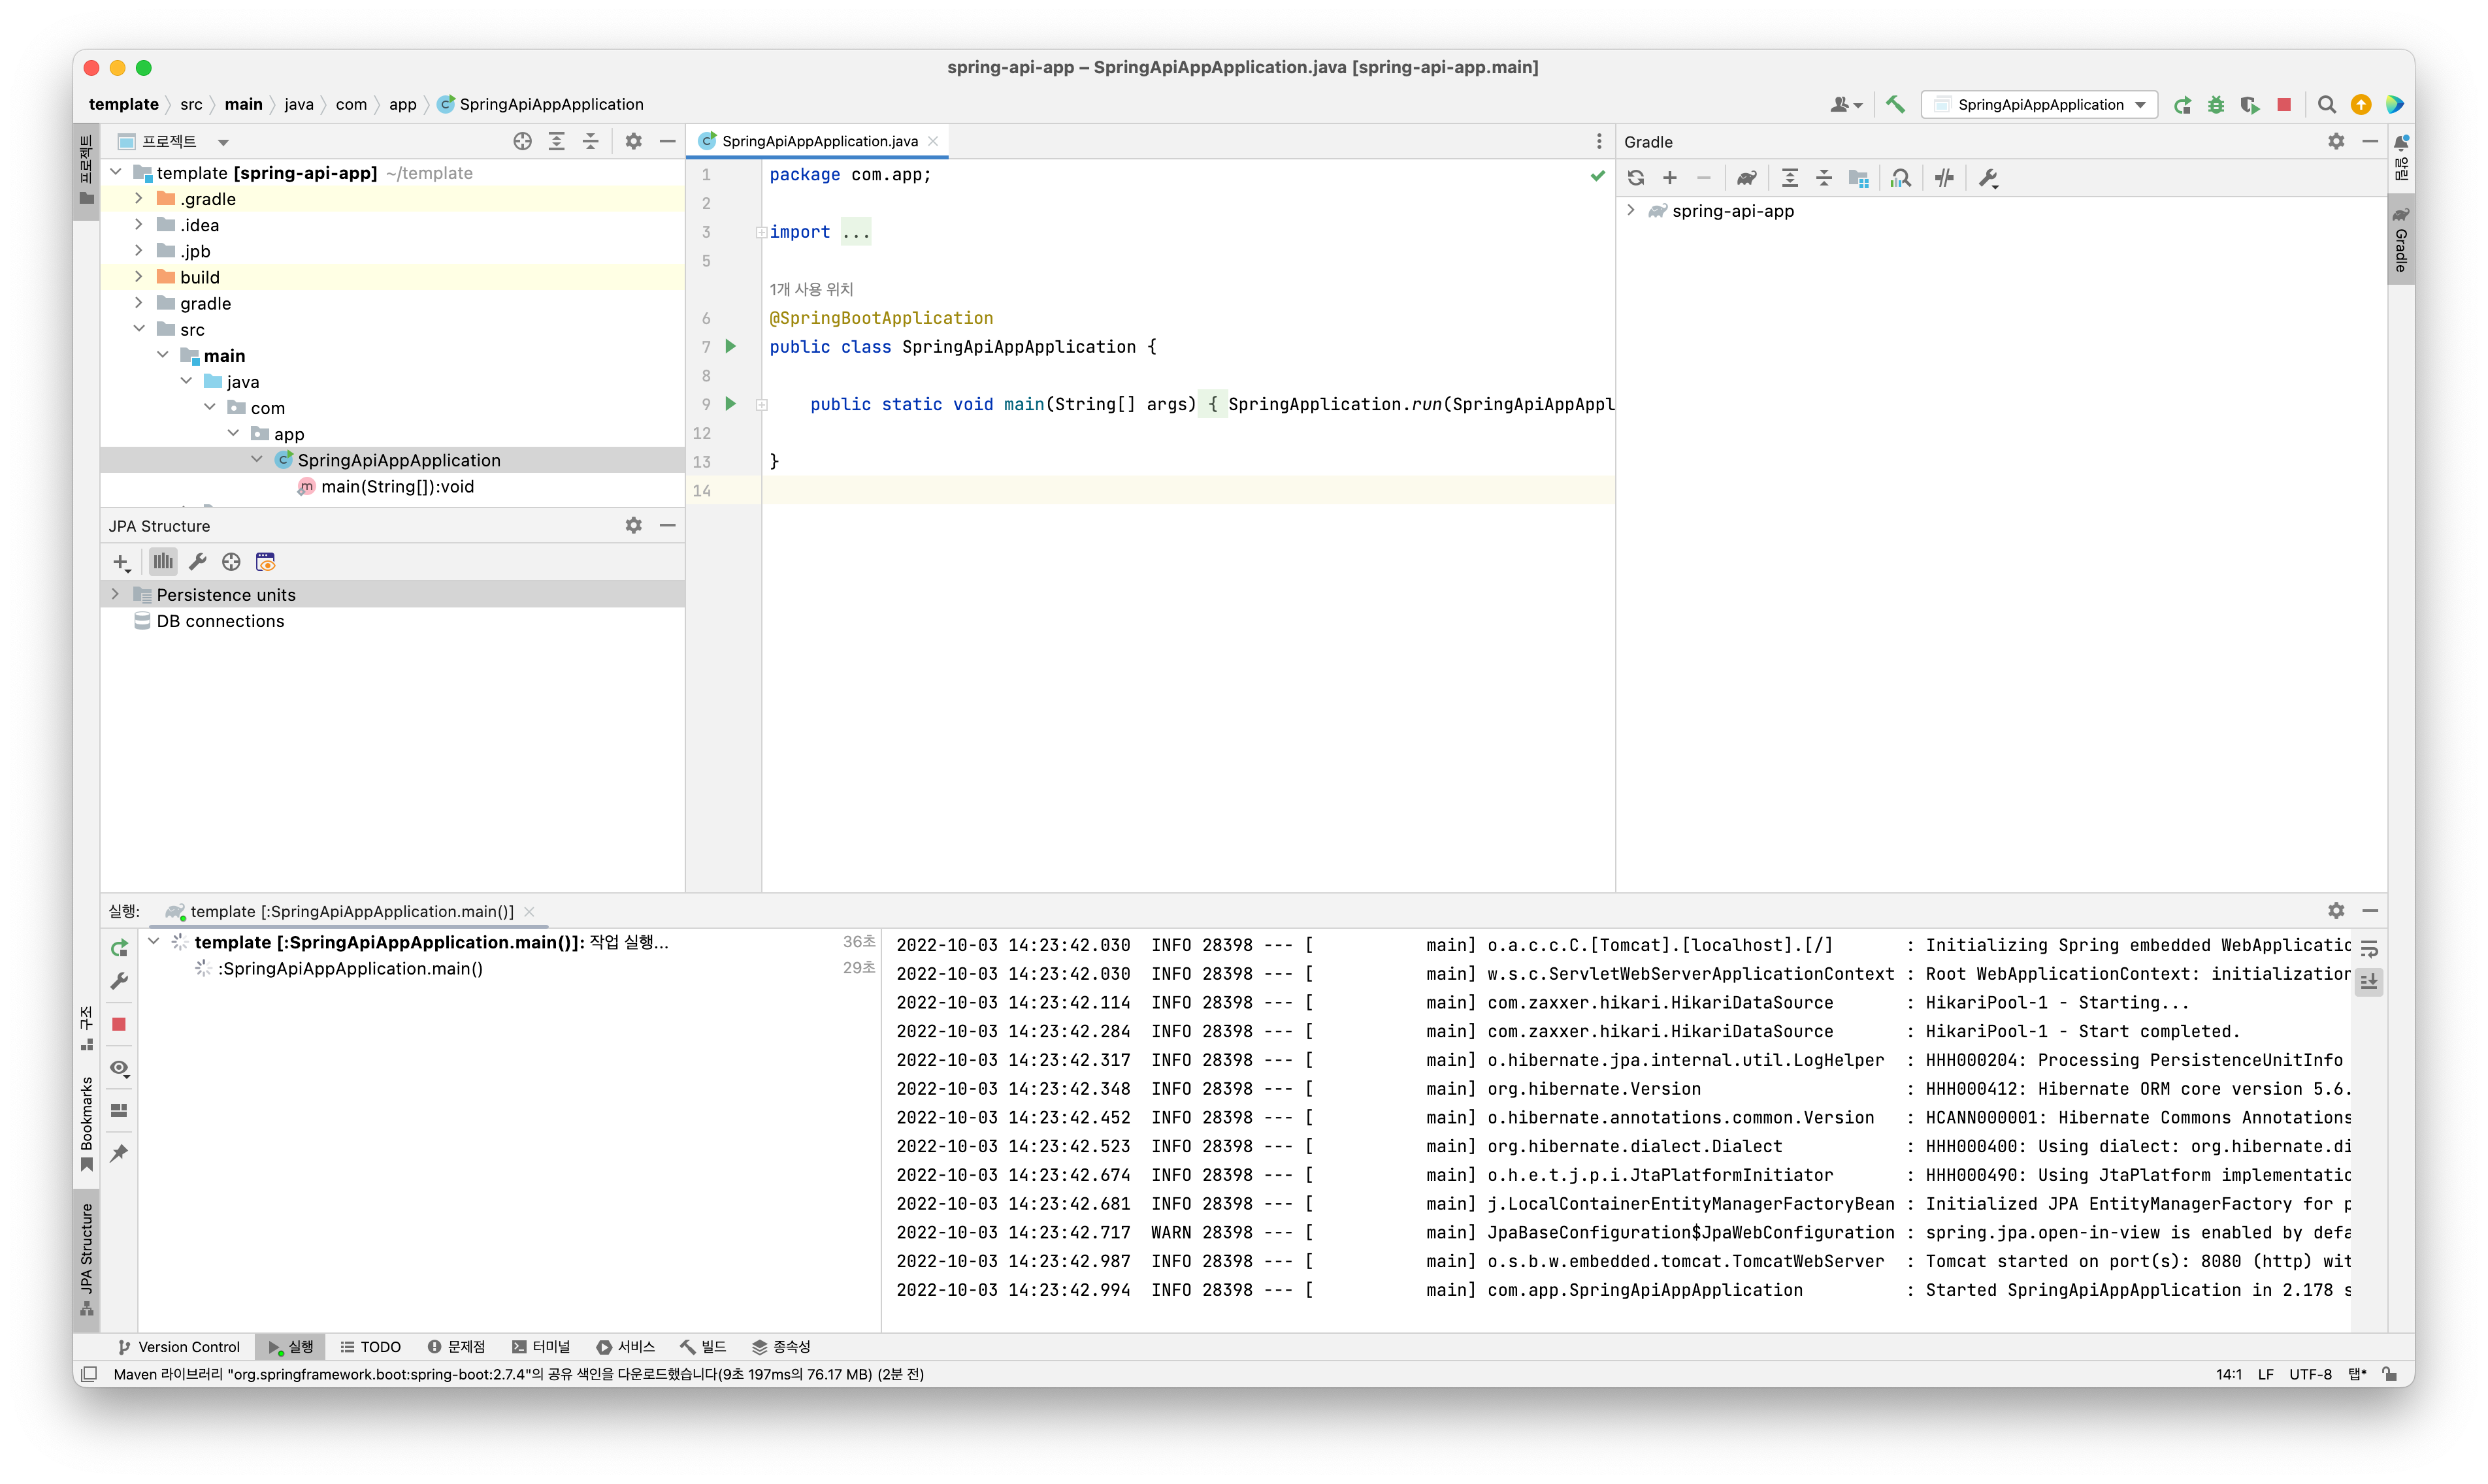 spring-api-app – SpringApiAppApplication.java [spring-api-app.main]
template src main java com app SpringApiAppApplication
SpringApiAppApplication
프로젝트
프로젝트
template [spring-api-app] ~/template
.gradle
.idea
.jpb
build
gradle
src
main
java
com
app
SpringApiAppApplication
main(String[]):void
JPA Structure
Persistence units
DB connections
SpringApiAppApplication.java
1 package com.app;
2
3 import ...
5
1개 사용 위치
6 @SpringBootApplication
7 public class SpringApiAppApplication {
8
9 public static void main(String[] args) { SpringApplication.run(SpringApiAppAppl
12
13 }
14
Gradle
spring-api-app
알림
Gradle
구조
Bookmarks
JPA Structure
실행: template [:SpringApiAppApplication.main()]
template [:SpringApiAppApplication.main()]: 작업 실행... 36초
:SpringApiAppApplication.main() 29초
2022-10-03 14:23:42.030 INFO 28398 --- [ main] o.a.c.c.C.[Tomcat].[localhost].[/] : Initializing Spring embedded WebApplicatic
2022-10-03 14:23:42.030 INFO 28398 --- [ main] w.s.c.ServletWebServerApplicationContext : Root WebApplicationContext: initialization
2022-10-03 14:23:42.114 INFO 28398 --- [ main] com.zaxxer.hikari.HikariDataSource : HikariPool-1 - Starting...
2022-10-03 14:23:42.284 INFO 28398 --- [ main] com.zaxxer.hikari.HikariDataSource : HikariPool-1 - Start completed.
2022-10-03 14:23:42.317 INFO 28398 --- [ main] o.hibernate.jpa.internal.util.LogHelper : HHH000204: Processing PersistenceUnitInfo
2022-10-03 14:23:42.348 INFO 28398 --- [ main] org.hibernate.Version : HHH000412: Hibernate ORM core version 5.6.
2022-10-03 14:23:42.452 INFO 28398 --- [ main] o.hibernate.annotations.common.Version : HCANN000001: Hibernate Commons Annotations
2022-10-03 14:23:42.523 INFO 28398 --- [ main] org.hibernate.dialect.Dialect : HHH000400: Using dialect: org.hibernate.di
2022-10-03 14:23:42.674 INFO 28398 --- [ main] o.h.e.t.j.p.i.JtaPlatformInitiator : HHH000490: Using JtaPlatform implementatio
2022-10-03 14:23:42.681 INFO 28398 --- [ main] j.LocalContainerEntityManagerFactoryBean : Initialized JPA EntityManagerFactory for p
2022-10-03 14:23:42.717 WARN 28398 --- [ main] JpaBaseConfiguration$JpaWebConfiguration : spring.jpa.open-in-view is enabled by defa
2022-10-03 14:23:42.987 INFO 28398 --- [ main] o.s.b.w.embedded.tomcat.TomcatWebServer : Tomcat started on port(s): 8080 (http) wit
2022-10-03 14:23:42.994 INFO 28398 --- [ main] com.app.SpringApiAppApplication : Started SpringApiAppApplication in 2.178 s
Version Control 실행 TODO 문제점 터미널 서비스 빌드 종속성
Maven 라이브러리 "org.springframework.boot:spring-boot:2.7.4"의 공유 색인을 다운로드했습니다(9초 197ms의 76.17 MB) (2분 전) 14:1 LF UTF-8 탭*